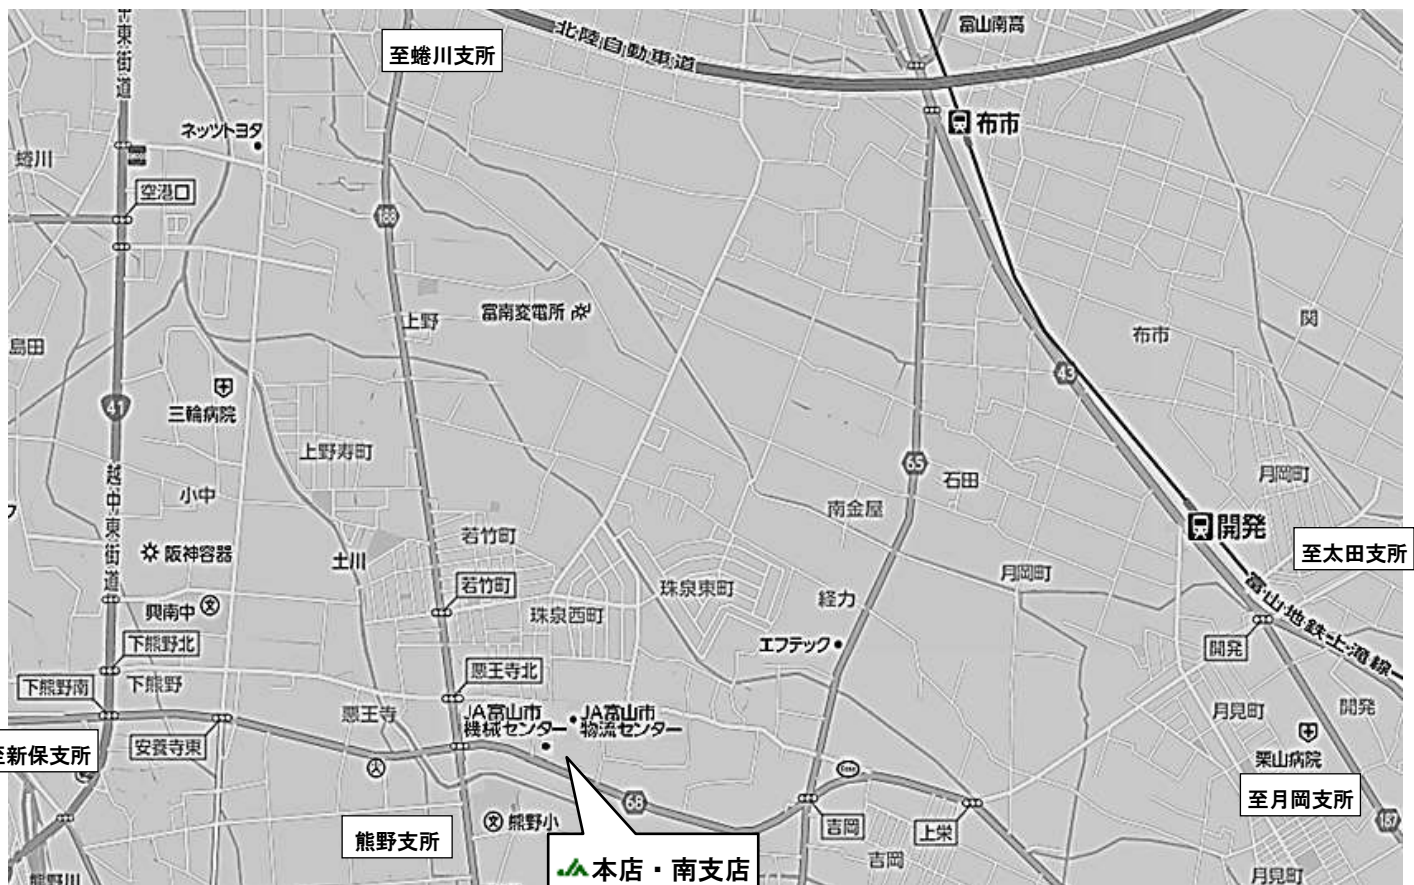 中東街道
至蜷川支所
北陸自動車道
富山南高
布市
ネッツトヨタ
蜷川
空港口
188
上野
富南変電所
関
布市
島田
43
41
三輪病院
上野寿町
65
石田
月岡町
小中
南金屋
越中東街道
若竹町
開発
至太田支所
阪神容器
土川
月岡町
若竹町
珠泉東町
経力
富山地鉄上滝線
興南中
珠泉西町
エフテック
開発
下熊野北
悪王寺北
下熊野南
下熊野
悪王寺
JA富山市
機械センター
JA富山市
物流センター
月見町
開発
安養寺東
至新保支所
栗山病院
68
至月岡支所
187
熊野支所
熊野小
吉岡
上栄
吉岡
本店・南支店
熊野川
月見町